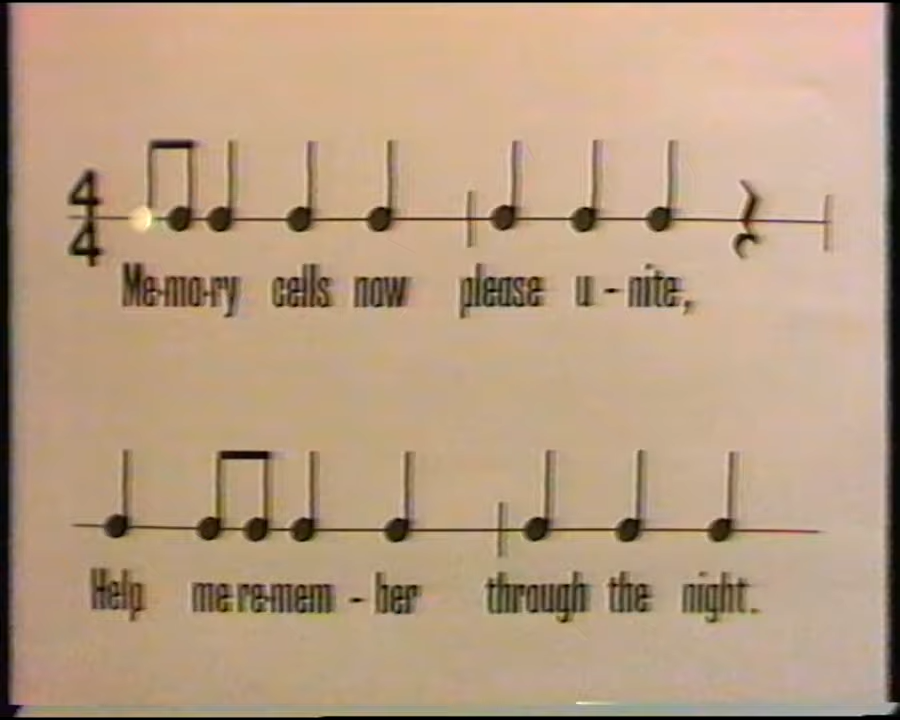 4
4
Me-mo-ry cells now please u - nite,
Help me re-mem - ber through the night.